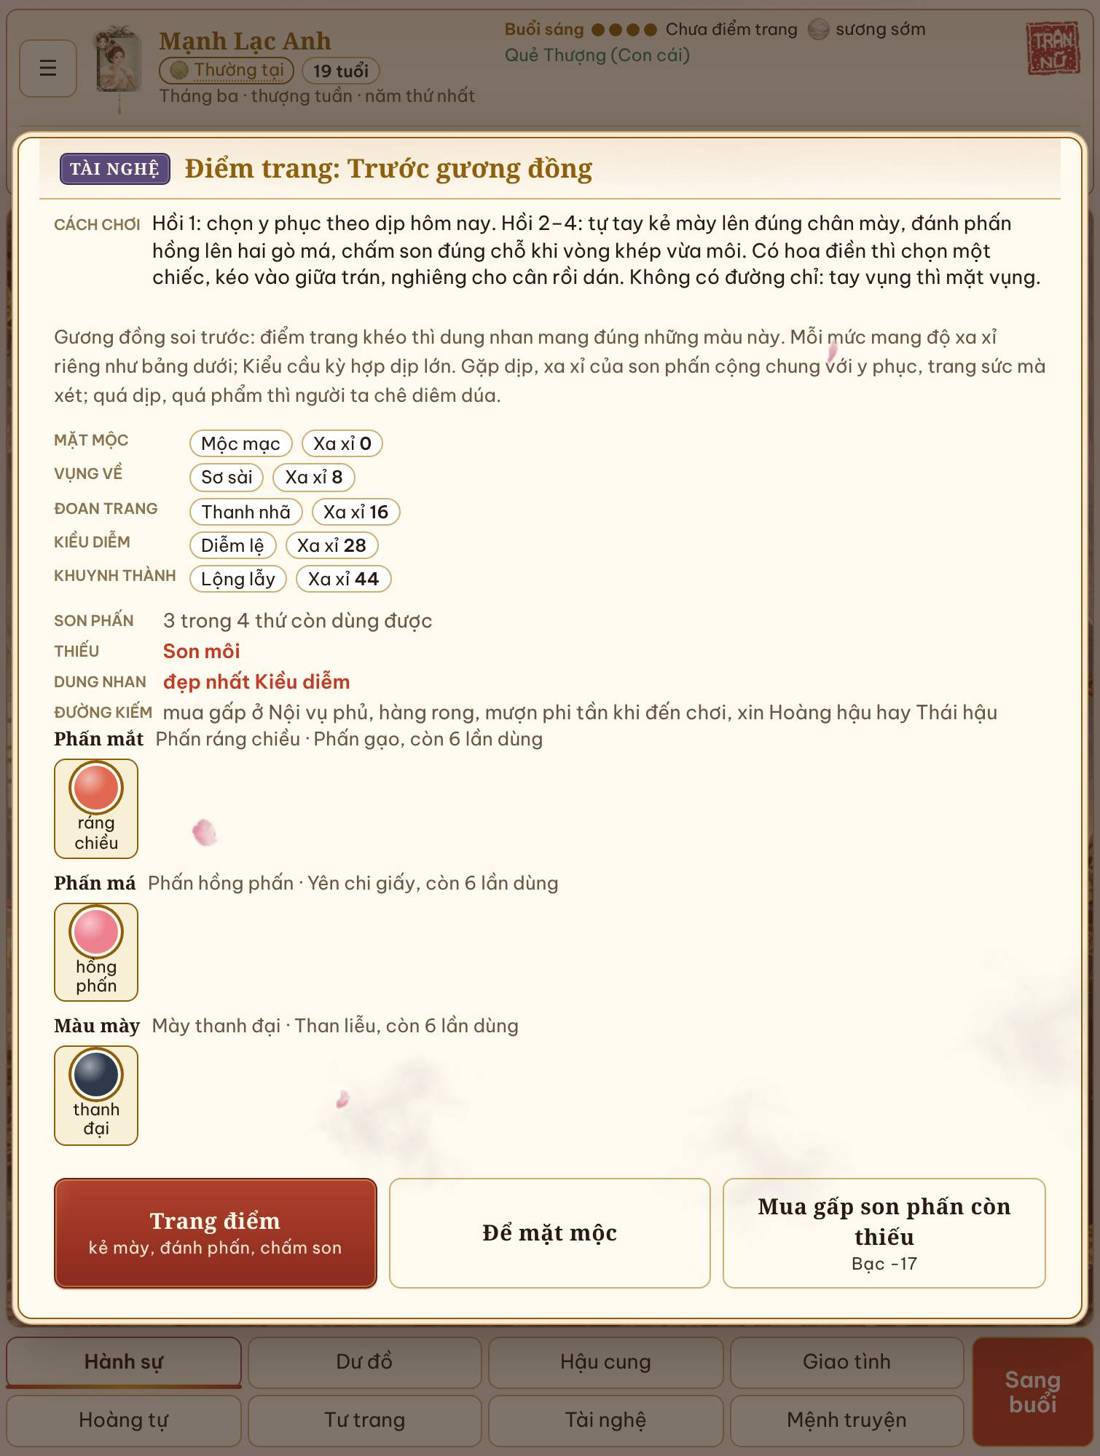 ☰
Mạnh Lạc Anh
Thường tại
19 tuổi
Tháng ba · thượng tuần · năm thứ nhất
Buổi sáng ●●●● Chưa điểm trang sương sớm
Quẻ Thượng (Con cái)
TRÂN NỮ
TÀI NGHỆ Điểm trang: Trước gương đồng
CÁCH CHƠI Hồi 1: chọn y phục theo dịp hôm nay. Hồi 2–4: tự tay kẻ mày lên đúng chân mày, đánh phấn
hồng lên hai gò má, chấm son đúng chỗ khi vòng khép vừa môi. Có hoa điền thì chọn một
chiếc, kéo vào giữa trán, nghiêng cho cân rồi dán. Không có đường chỉ: tay vụng thì mặt vụng.
Gương đồng soi trước: điểm trang khéo thì dung nhan mang đúng những màu này. Mỗi mức mang độ xa xỉ
riêng như bảng dưới; Kiểu cầu kỳ hợp dịp lớn. Gặp dịp, xa xỉ của son phấn cộng chung với y phục, trang sức mà
xét; quá dịp, quá phẩm thì người ta chê diêm dúa.
MẶT MỘC Mộc mạc Xa xỉ 0
VỤNG VỀ Sơ sài Xa xỉ 8
ĐOAN TRANG Thanh nhã Xa xỉ 16
KIỀU DIỄM Diễm lệ Xa xỉ 28
KHUYNH THÀNH Lộng lẫy Xa xỉ 44
SON PHẤN 3 trong 4 thứ còn dùng được
THIẾU Son môi
DUNG NHAN đẹp nhất Kiều diễm
ĐƯỜNG KIẾM mua gấp ở Nội vụ phủ, hàng rong, mượn phi tần khi đến chơi, xin Hoàng hậu hay Thái hậu
Phấn mắt Phấn ráng chiều · Phấn gạo, còn 6 lần dùng
ráng
chiều
Phấn má Phấn hồng phấn · Yên chi giấy, còn 6 lần dùng
hồng
phấn
Màu mày Mày thanh đại · Than liễu, còn 6 lần dùng
thanh
đại
Trang điểm
kẻ mày, đánh phấn, chấm son
Để mặt mộc
Mua gấp son phấn còn
thiếu
Bạc -17
Hành sự
Dư đồ
Hậu cung
Giao tình
Hoàng tự
Tư trang
Tài nghệ
Mệnh truyện
Sang
buổi